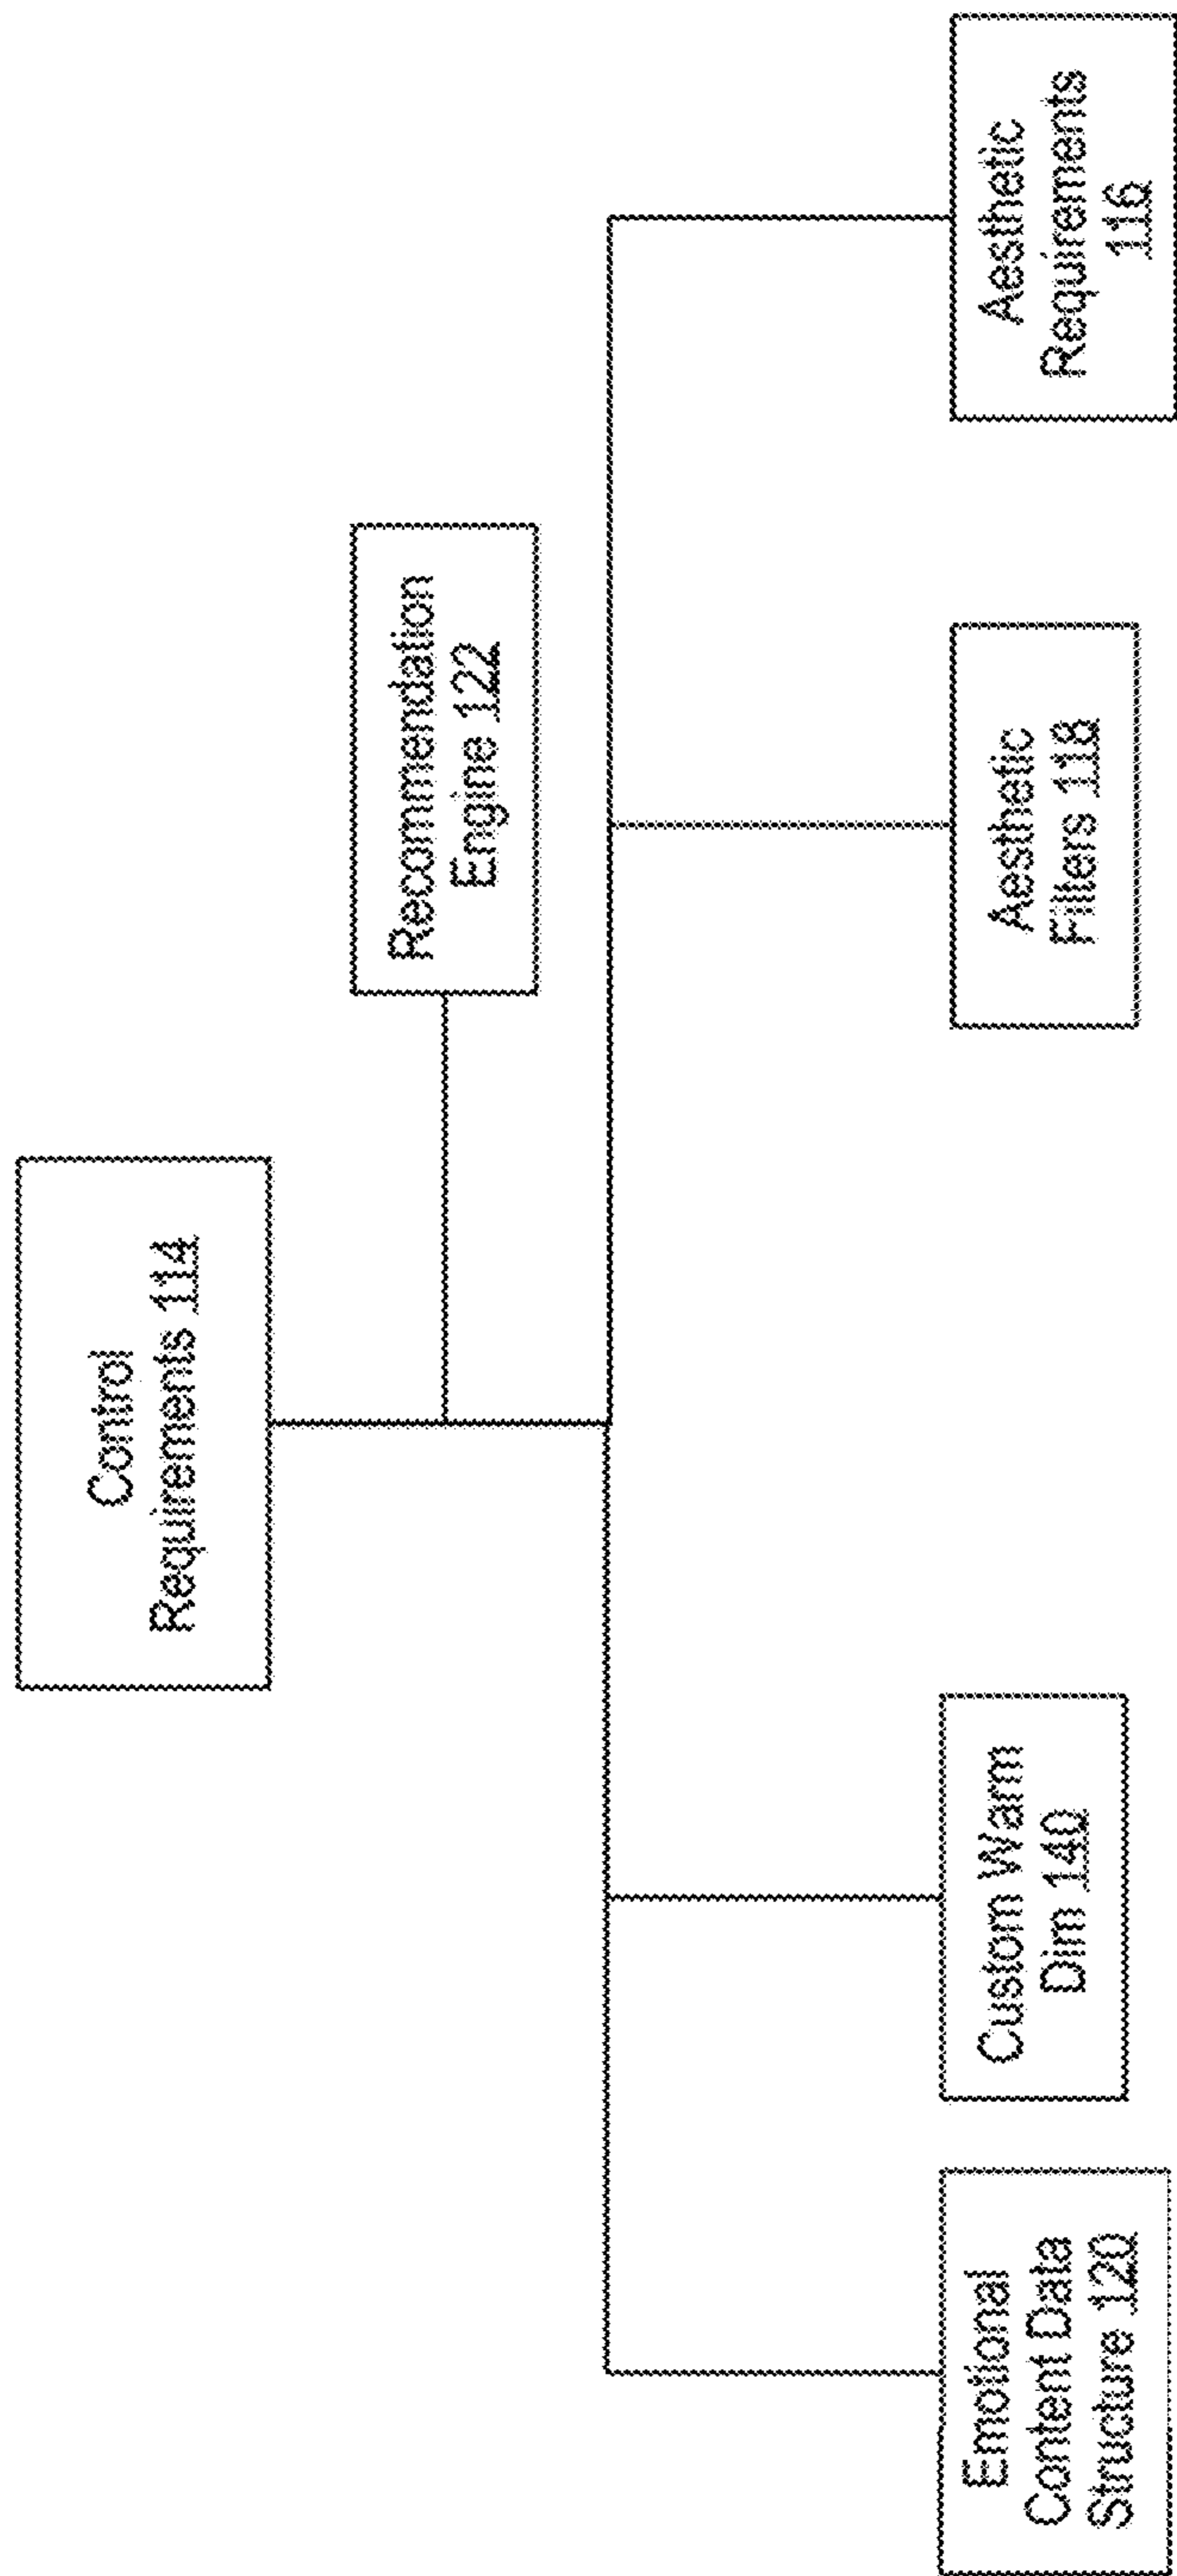 Control
Requirements 114
Recommendation
Engine 122
Emotional
Content Data
Structure 120
Custom Warm
Dim 140
Aesthetic
Filters 118
Aesthetic
Requirements
116